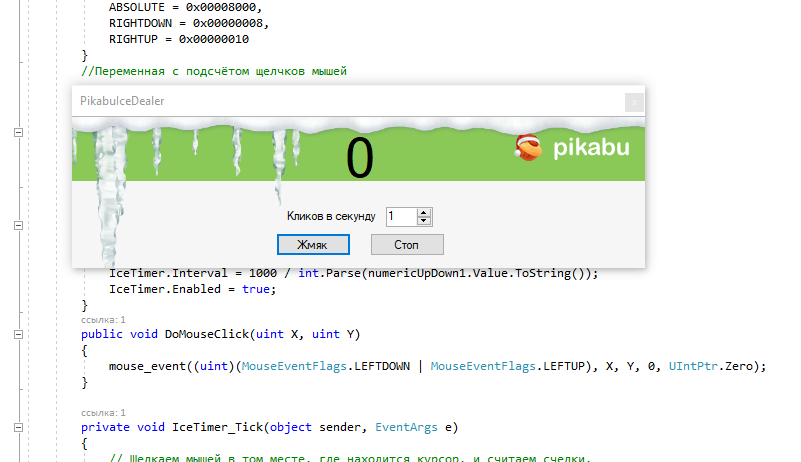 ABSOLUTE = 0x00008000,
RIGHTDOWN = 0x00000008,
RIGHTUP = 0x00000010
}
//Переменная с подсчётом щелчков мышей
PikabuIceDealer
x
0
pikabu
Кликов в секунду 1
Жмяк Стоп
IceTimer.Interval = 1000 / int.Parse(numericUpDown1.Value.ToString());
IceTimer.Enabled = true;
}
ссылка: 1
public void DoMouseClick(uint X, uint Y)
{
mouse_event((uint)(MouseEventFlags.LEFTDOWN | MouseEventFlags.LEFTUP), X, Y, 0, UIntPtr.Zero);
}
ссылка: 1
private void IceTimer_Tick(object sender, EventArgs e)
{
// Щелкаем мышей в том месте, где находится курсор, и считаем счелки.